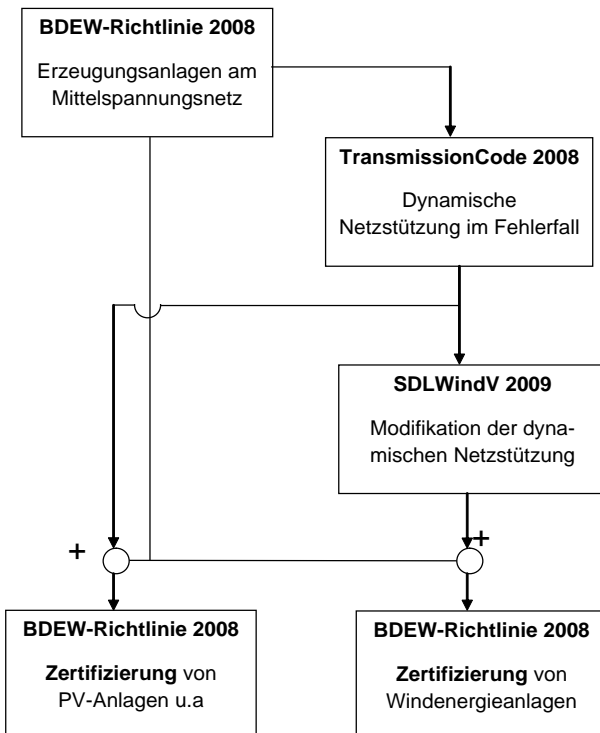 BDEW-Richtlinie 2008
Erzeugungsanlagen am
Mittelspannungsnetz
TransmissionCode 2008
Dynamische
Netzstützung im Fehlerfall
SDLWindV 2009
Modifikation der dyna-
mischen Netzstützung
+
+
BDEW-Richtlinie 2008
Zertifizierung von
PV-Anlagen u.a
BDEW-Richtlinie 2008
Zertifizierung von
Windenergieanlagen